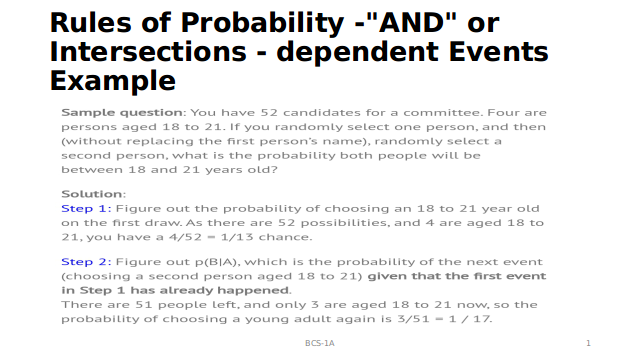 Rules of Probability -"AND" or
Intersections - dependent Events
Example
Sample question: You have 52 candidates for a committee. Four are
persons aged 18 to 21. If you randomly select one person, and then
(without replacing the first person's name), randomly select a
second person, what is the probability both people will be
between 18 and 21 years old?
Solution:
Step 1: Figure out the probability of choosing an 18 to 21 year old
on the first draw. As there are 52 possibilities, and 4 are aged 18 to
21, you have a 4/52 = 1/13 chance.
Step 2: Figure out p(B|A), which is the probability of the next event
(choosing a second person aged 18 to 21) given that the first event
in Step 1 has already happened.
There are 51 people left, and only 3 are aged 18 to 21 now, so the
probability of choosing a young adult again is 3/51 = 1 / 17.
BCS-1A
1